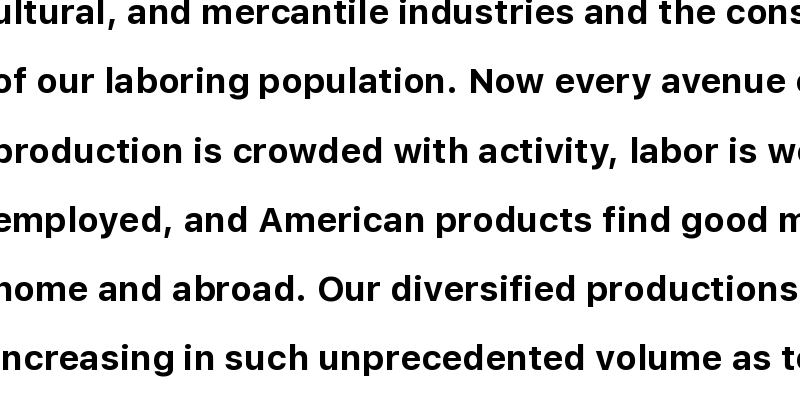 ultural, and mercantile industries and the cons
of our laboring population. Now every avenue
production is crowded with activity, labor is we
employed, and American products find good m
home and abroad. Our diversified productions
increasing in such unprecedented volume as to